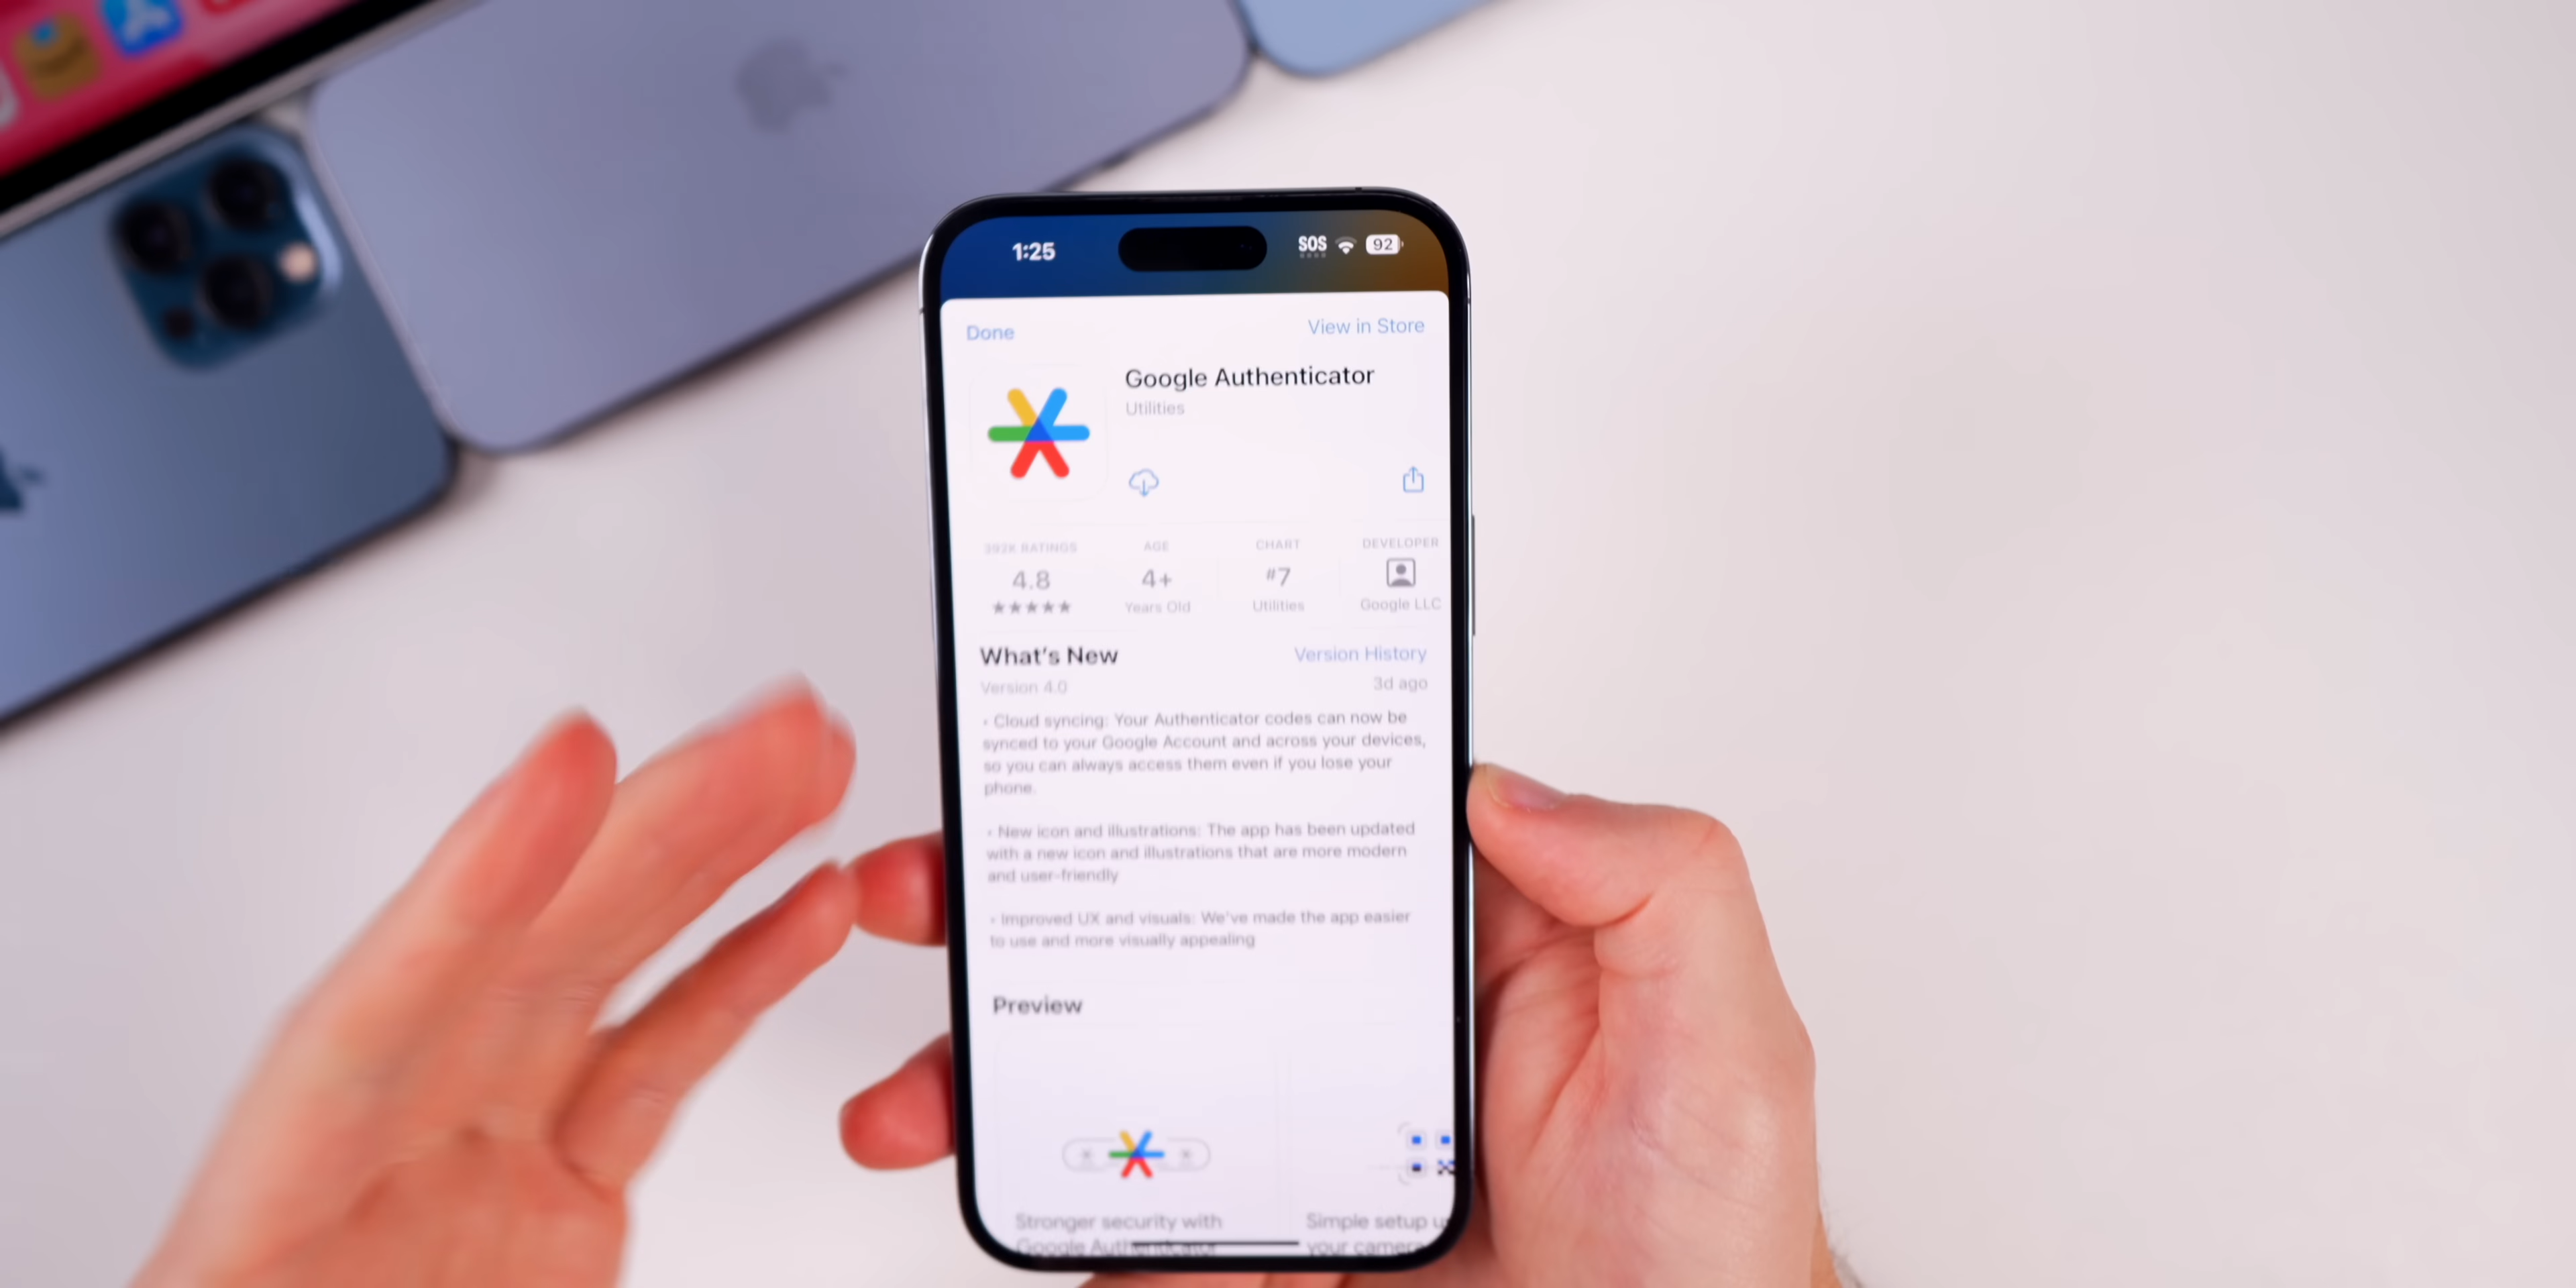 1:25
SOS
92
Done
View in Store
Google Authenticator
Utilities
392K RATINGS
4.8
★★★★★
AGE
4+
Years Old
CHART
#7
Utilities
DEVELOPER
Google LLC
What's New
Version History
Version 4.0
3d ago
• Cloud syncing: Your Authenticator codes can now be
synced to your Google Account and across your devices,
so you can always access them even if you lose your
phone.
• New icon and illustrations: The app has been updated
with a new icon and illustrations that are more modern
and user-friendly
• Improved UX and visuals: We've made the app easier
to use and more visually appealing
Preview
Stronger security with
Google Authenticator
Simple setup u
your camera